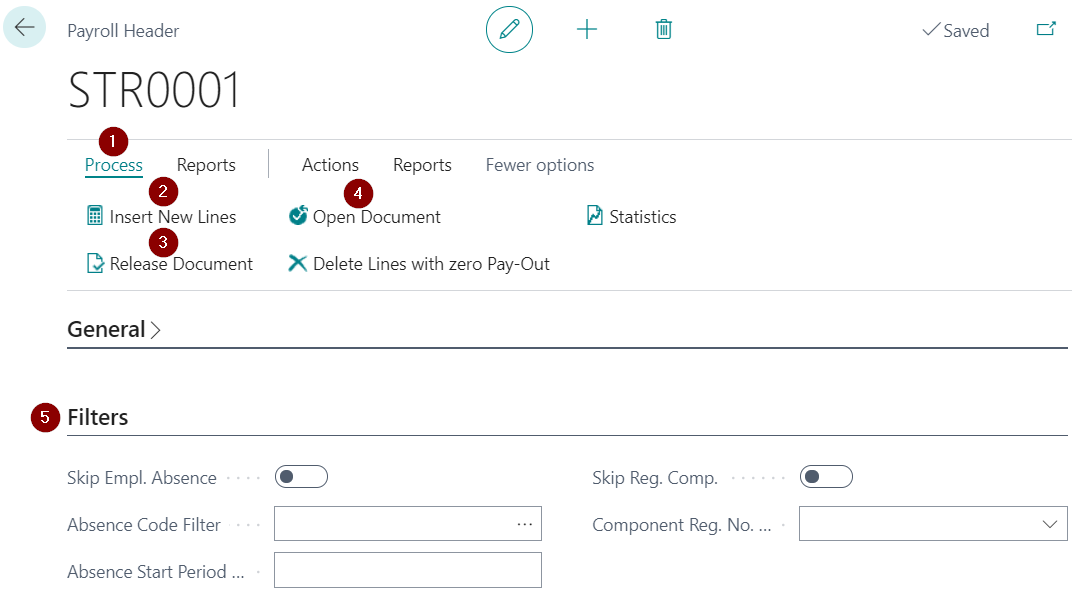 Payroll Header
Saved
STR0001
1
Process Reports Actions Reports Fewer options
2 4
Insert New Lines Open Document Statistics
3
Release Document Delete Lines with zero Pay-Out
General
5 Filters
Skip Empl. Absence Skip Reg. Comp.
Absence Code Filter ... Component Reg. No. ...
Absence Start Period ...